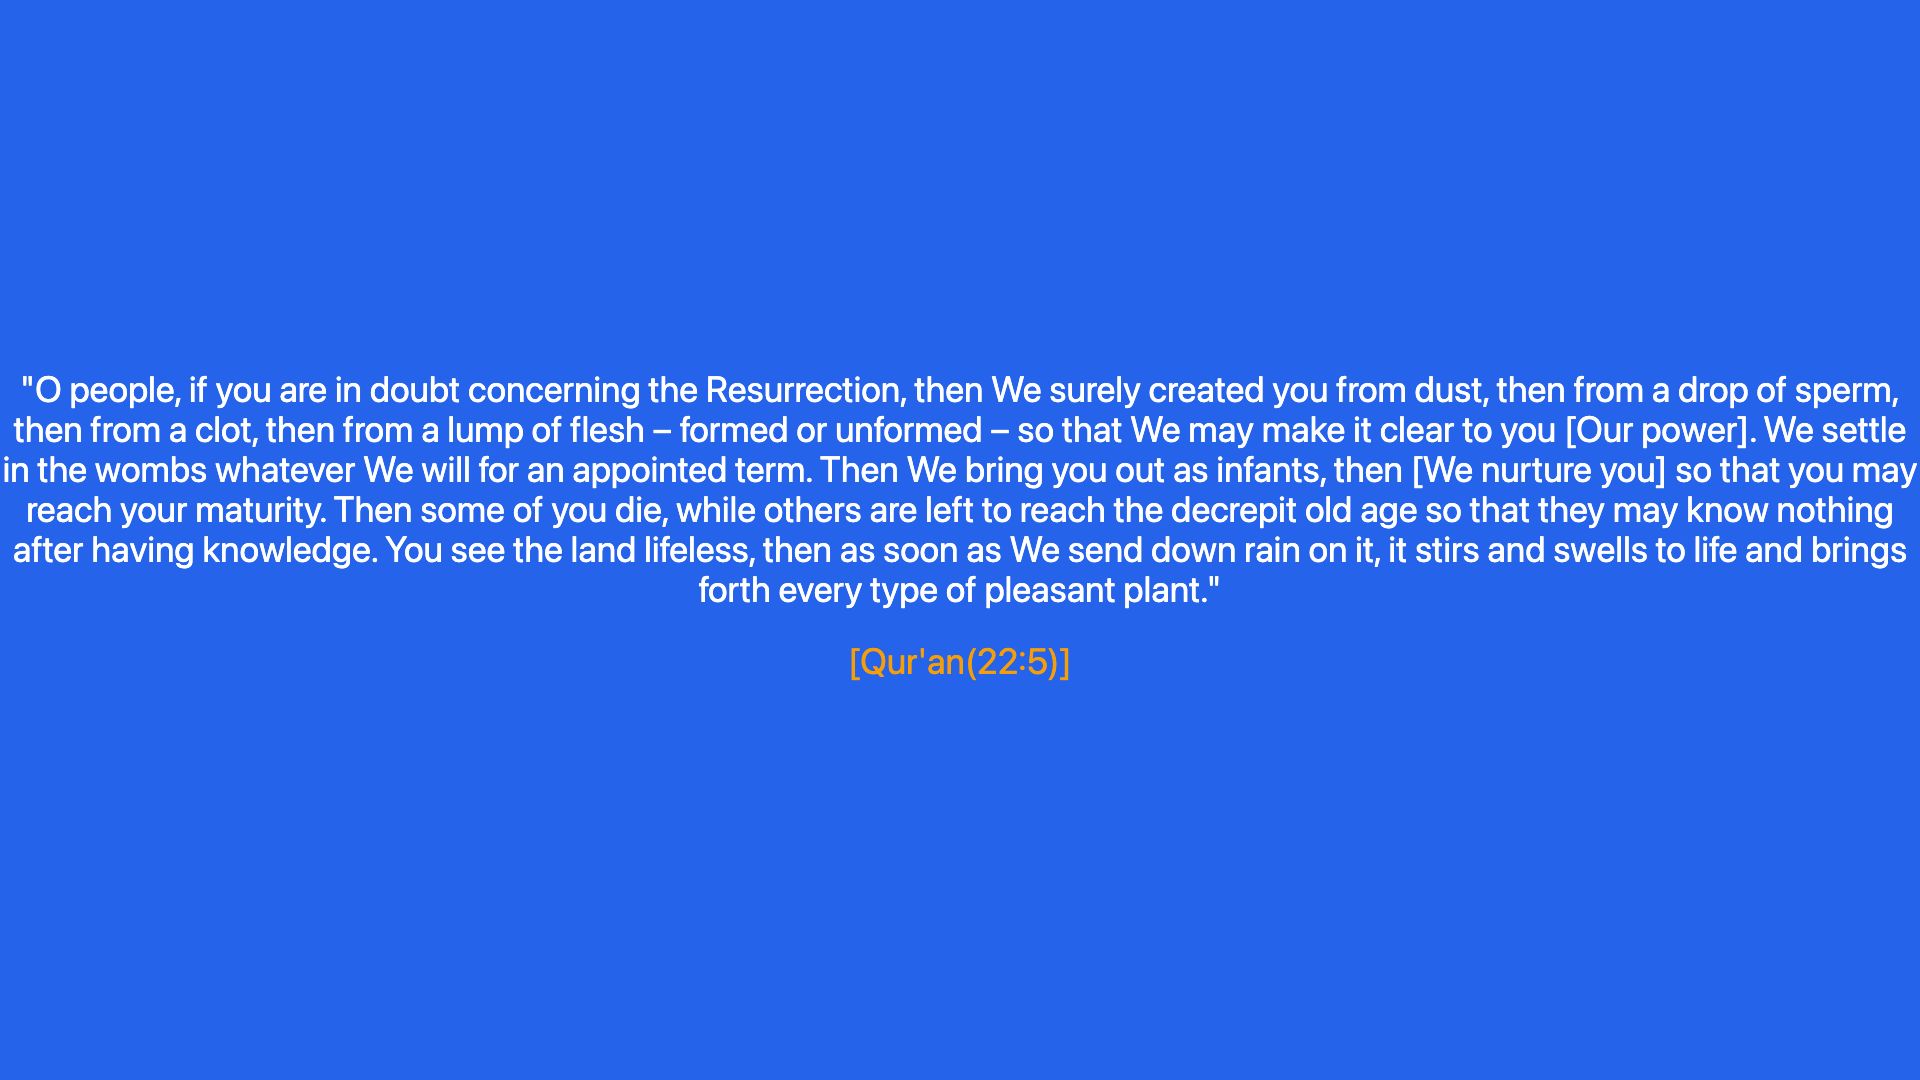 "O people, if you are in doubt concerning the Resurrection, then We surely created you from dust, then from a drop of sperm,
then from a clot, then from a lump of flesh – formed or unformed – so that We may make it clear to you [Our power]. We settle
in the wombs whatever We will for an appointed term. Then We bring you out as infants, then [We nurture you] so that you may
reach your maturity. Then some of you die, while others are left to reach the decrepit old age so that they may know nothing
after having knowledge. You see the land lifeless, then as soon as We send down rain on it, it stirs and swells to life and brings
forth every type of pleasant plant."
[Qur'an(22:5)]